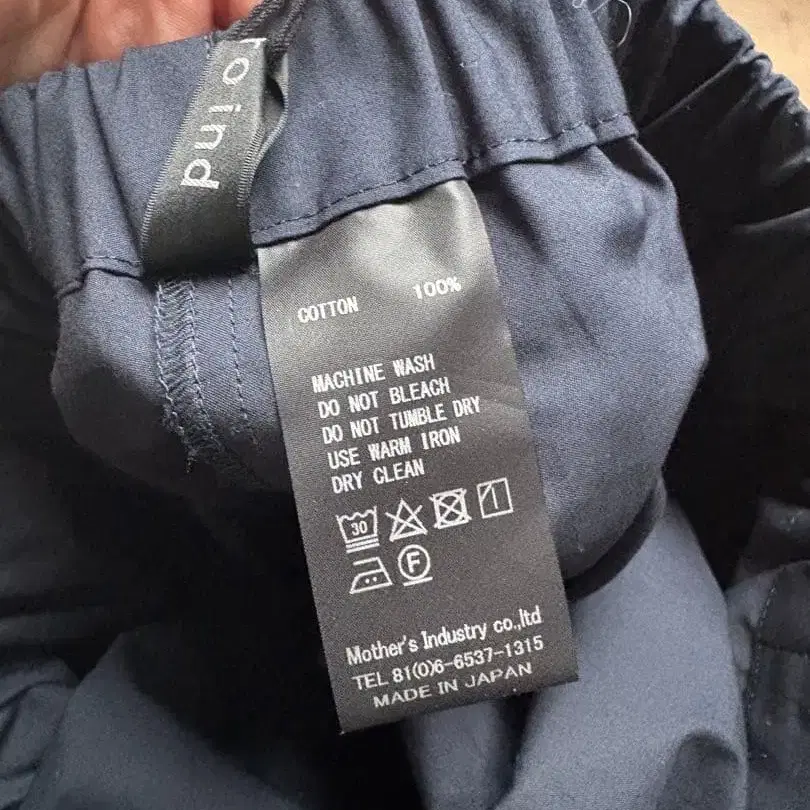 o ind
COTTON 100%
MACHINE WASH
DO NOT BLEACH
DO NOT TUMBLE DRY
USE WARM IRON
DRY CLEAN
30
F
Mother's Industry co.,ltd
TEL 81(0)6-6537-1315
MADE IN JAPAN